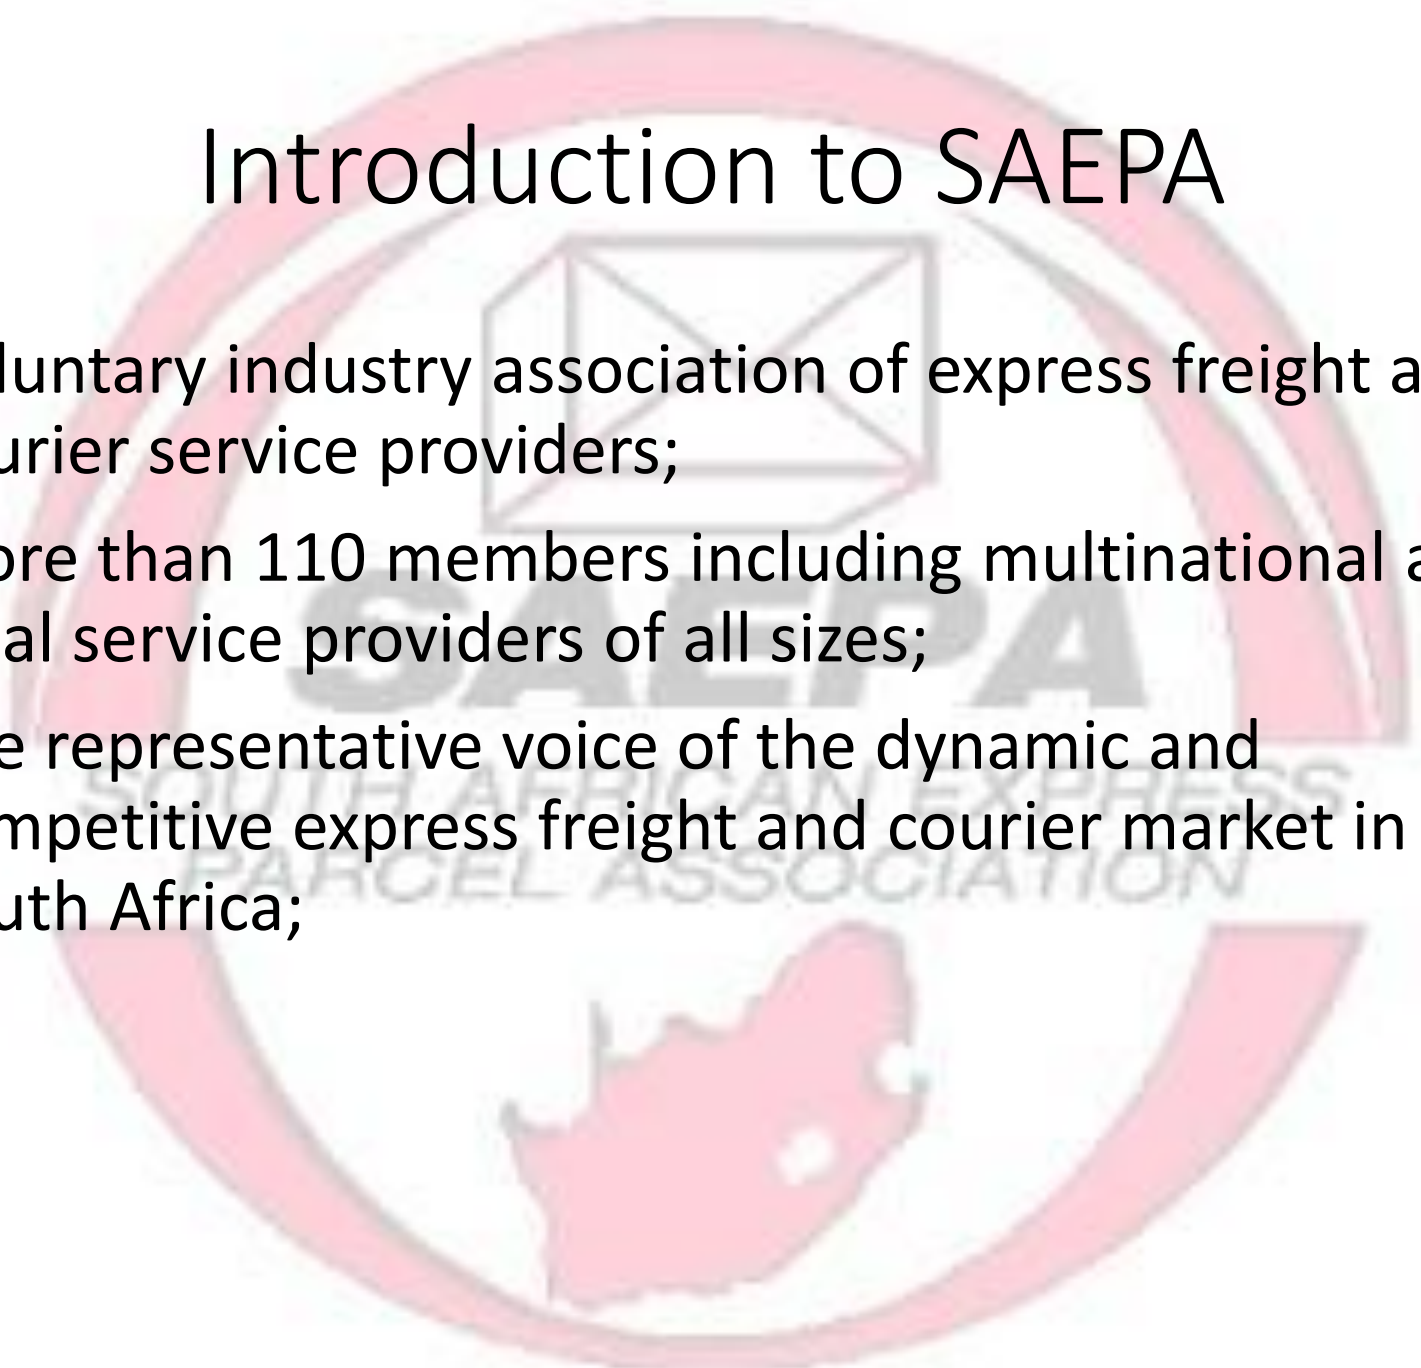 Introduction to SAEPA
luntary industry association of express freight a
urier service providers;
ore than 110 members including multinational a
al service providers of all sizes;
e representative voice of the dynamic and
mpetitive express freight and courier market in
uth Africa;
SAEPA
SOUTH AFRICAN EXPRESS
PARCEL ASSOCIATION